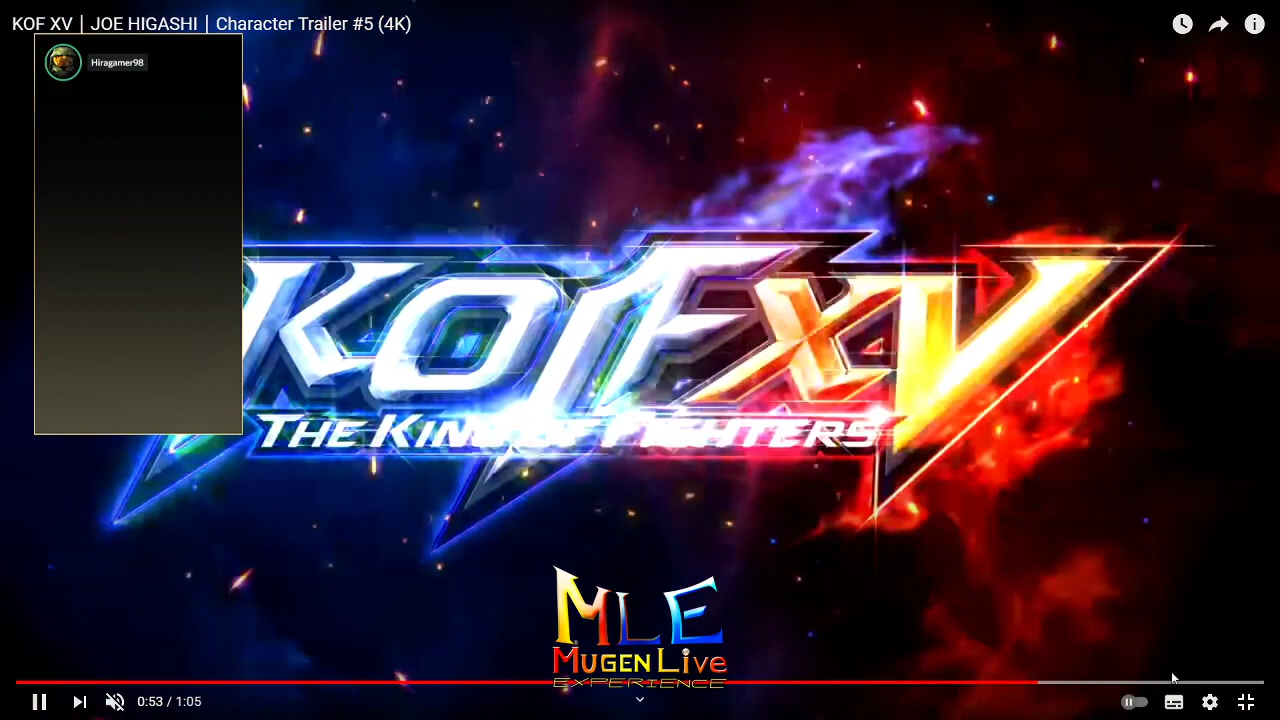 KOF XV | JOE HIGASHI | Character Trailer #5 (4K)
Hiragamer98
KOF XV
THE KING OF FIGHTERS
MLE
MUGEN LIVE
EXPERIENCE
0:53 / 1:05